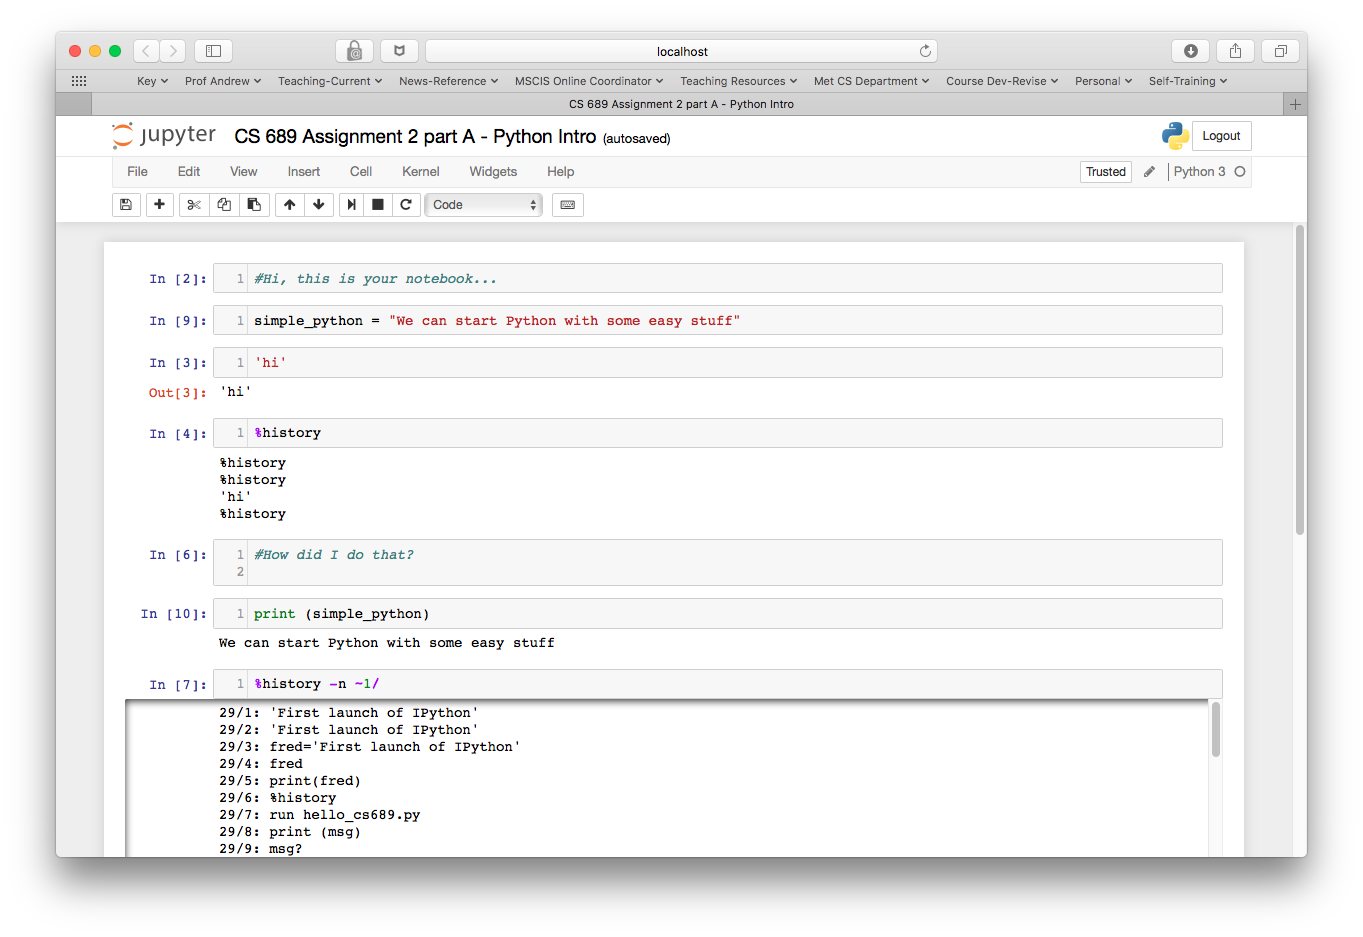 localhost
Key Prof Andrew Teaching-Current News-Reference MSCIS Online Coordinator Teaching Resources Met CS Department Course Dev-Revise Personal Self-Training
CS 689 Assignment 2 part A - Python Intro
jupyter CS 689 Assignment 2 part A - Python Intro (autosaved) Logout
File Edit View Insert Cell Kernel Widgets Help Trusted Python 3
Code
In [2]: 1 #Hi, this is your notebook...
In [9]: 1 simple_python = "We can start Python with some easy stuff"
In [3]: 1 'hi'
Out[3]: 'hi'
In [4]: 1 %history
%history
%history
'hi'
%history
In [6]: 1 #How did I do that?
2
In [10]: 1 print (simple_python)
We can start Python with some easy stuff
In [7]: 1 %history -n ~1/
29/1: 'First launch of IPython'
29/2: 'First launch of IPython'
29/3: fred='First launch of IPython'
29/4: fred
29/5: print(fred)
29/6: %history
29/7: run hello_cs689.py
29/8: print (msg)
29/9: msg?